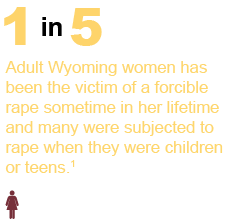 1 in 5
Adult Wyoming women has
been the victim of a forcible
rape sometime in her lifetime
and many were subjected to
rape when they were children
or teens.¹